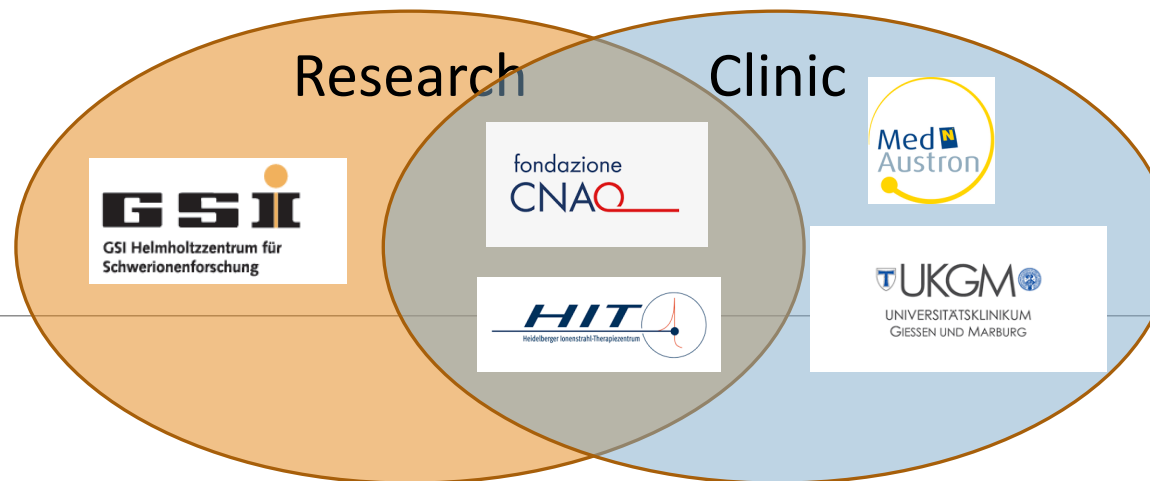 Research
Clinic
GSI
GSI Helmholtzzentrum für
Schwerionenforschung
fondazione
CNAO
HIT
Heidelberger Ionenstrahl-Therapiezentrum
Med N
Austron
UKGM
UNIVERSITÄTSKLINIKUM
GIESSEN UND MARBURG